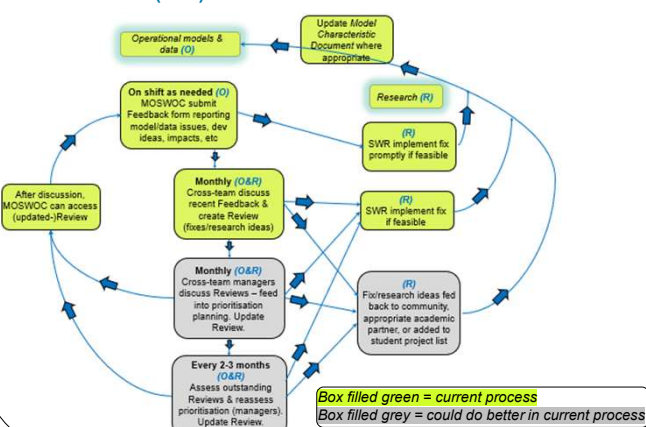 Update Model
Characteristic
Document where
appropriate
Operational models &
data (O)
Research (R)
On shift as needed (O)
MOSWOC submit
Feedback form reporting
model/data issues, dev
ideas, impacts, etc
(R)
SWR implement fix
promptly if feasible
Monthly (O&R)
Cross-team discuss
recent Feedback &
create Review
(fixes/research ideas)
After discussion,
MOSWOC can access
(updated-)Review
(R)
SWR implement fix
if feasible
Monthly (O&R)
Cross-team managers
discuss Reviews – feed
into prioritisation
planning. Update
Review.
(R)
Fix/research ideas fed
back to community,
appropriate academic
partner, or added to
student project list
Every 2-3 months
(O&R)
Assess outstanding
Reviews & reassess
prioritisation (managers).
Update Review.
Box filled green = current process
Box filled grey = could do better in current process